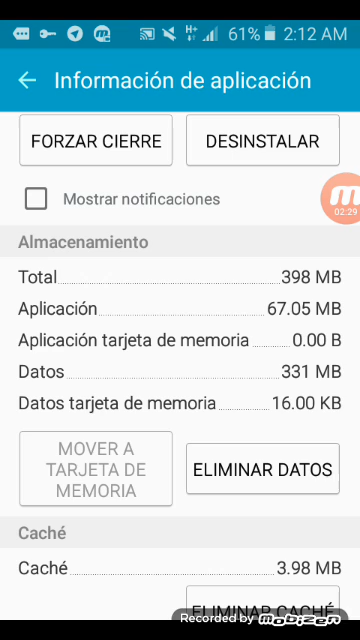 H+ 61% 2:12 AM
Información de aplicación
FORZAR CIERRE DESINSTALAR
Mostrar notificaciones
02:29
Almacenamiento
Total 398 MB
Aplicación 67.05 MB
Aplicación tarjeta de memoria 0.00 B
Datos 331 MB
Datos tarjeta de memoria 16.00 KB
MOVER A
TARJETA DE
MEMORIA
ELIMINAR DATOS
Caché
Caché 3.98 MB
ELIMINAR CACHÉ
Recorded by mobizen